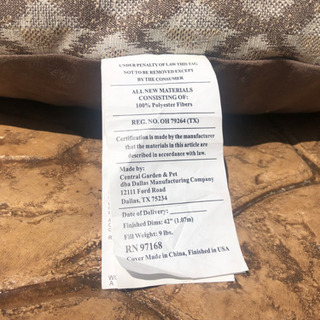 UNDER PENALTY OF LAW THIS TAG
NOT TO BE REMOVED EXCEPT
BY THE CONSUMER
ALL NEW MATERIALS
CONSISTING OF:
100% Polyester Fibers
REG. NO. OH 79264 (TX)
Certification is made by the manufacturer
that the materials in this article are
described in accordance with law.
Made by:
Central Garden & Pet
dba Dallas Manufacturing Company
12111 Ford Road
Dallas, TX 75234
Date of Delivery:
Finished Dims: 42" (1.07m)
Fill Weight: 9 lbs.
RN 97168
Cover Made in China, Finished in USA